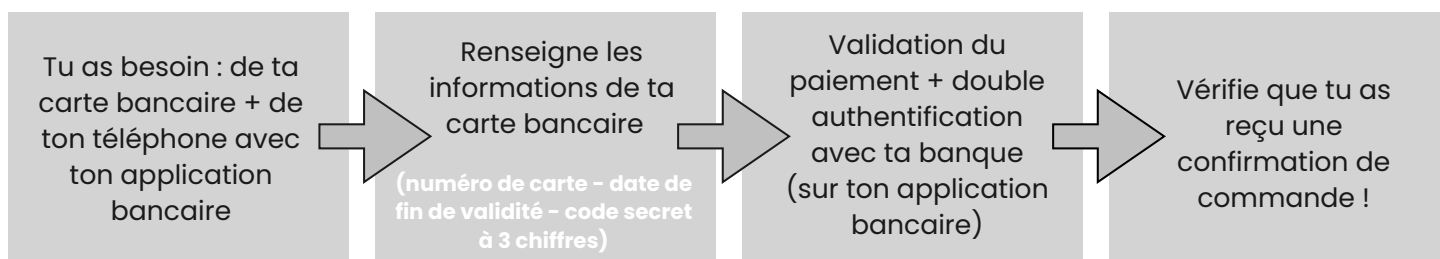 Tu as besoin : de ta
carte bancaire + de
ton téléphone avec
ton application
bancaire
Renseigne les
informations de ta
carte bancaire
(numéro de carte - date de
fin de validité - code secret
à 3 chiffres)
Validation du
paiement + double
authentification
avec ta banque
(sur ton application
bancaire)
Vérifie que tu as
reçu une
confirmation de
commande !